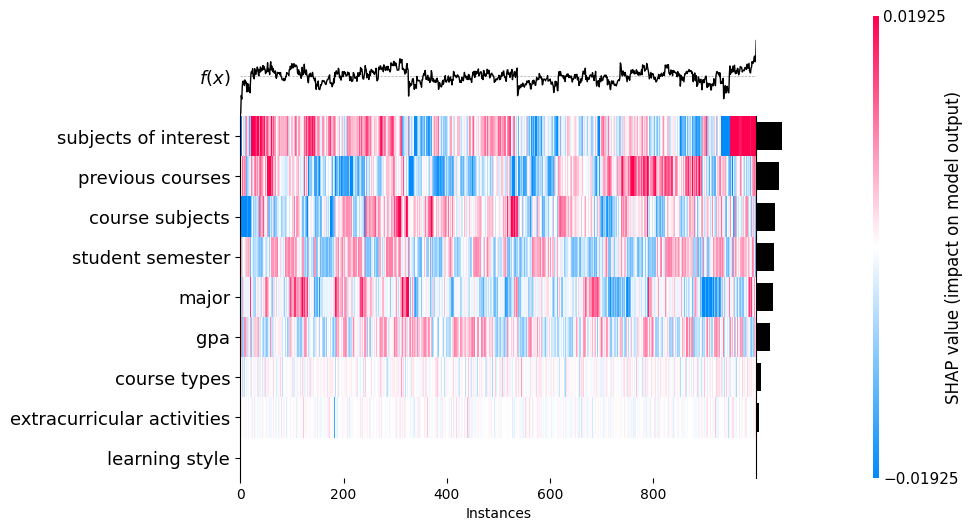 0.01925
f(x)
subjects of interest
previous courses
course subjects
student semester
major
gpa
course types
extracurricular activities
learning style
0 200 400 600 800
Instances
−0.01925
SHAP value (impact on model output)